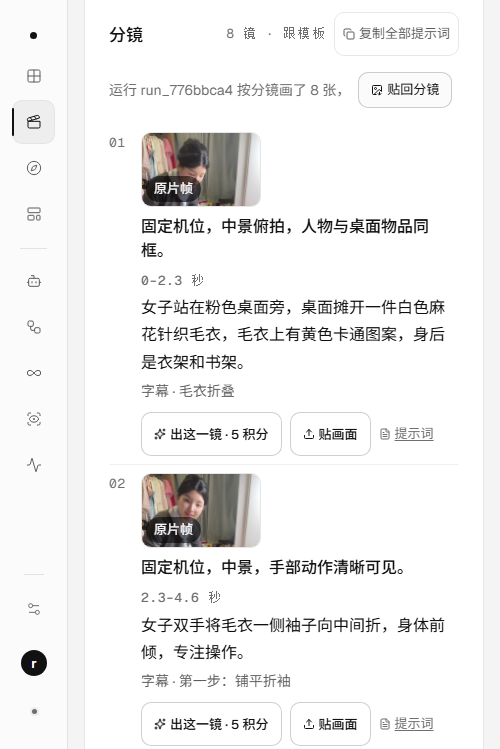 分镜
8 镜 · 跟模板
复制全部提示词
运行 run_776bbca4 按分镜画了 8 张，
贴回分镜
01
原片帧
固定机位，中景俯拍，人物与桌面物品同
框。
0–2.3 秒
女子站在粉色桌面旁，桌面摊开一件白色麻
花针织毛衣，毛衣上有黄色卡通图案，身后
是衣架和书架。
字幕 · 毛衣折叠
出这一镜 · 5 积分
贴画面
提示词
02
原片帧
固定机位，中景，手部动作清晰可见。
2.3–4.6 秒
女子双手将毛衣一侧袖子向中间折，身体前
倾，专注操作。
字幕 · 第一步：铺平折袖
出这一镜 · 5 积分
贴画面
提示词
r